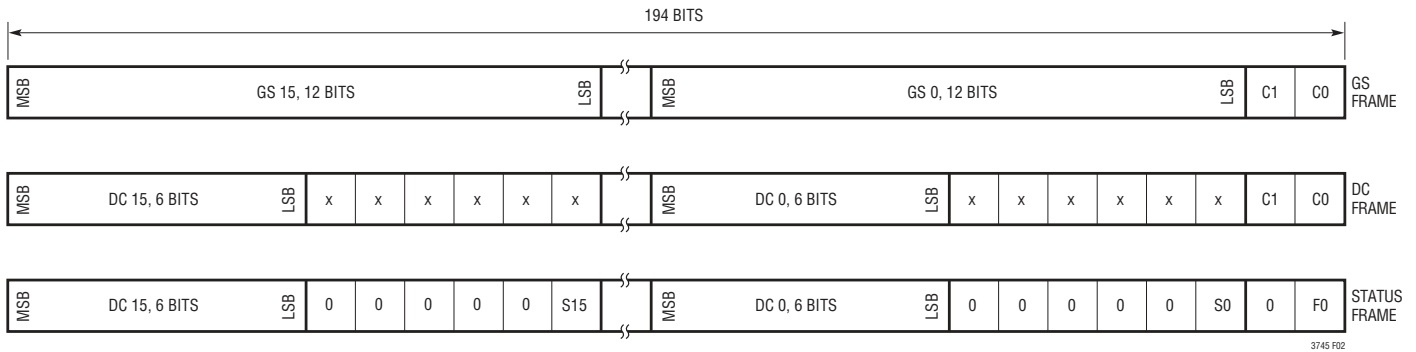 194 BITS
MSB GS 15, 12 BITS LSB MSB GS 0, 12 BITS LSB C1 C0 GS FRAME
MSB DC 15, 6 BITS LSB x x x x x x MSB DC 0, 6 BITS LSB x x x x x x C1 C0 DC FRAME
MSB DC 15, 6 BITS LSB 0 0 0 0 0 S15 MSB DC 0, 6 BITS LSB 0 0 0 0 0 S0 0 F0 STATUS FRAME
3745 F02